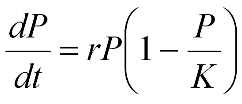 dP/dt = rP(1 − P/K)